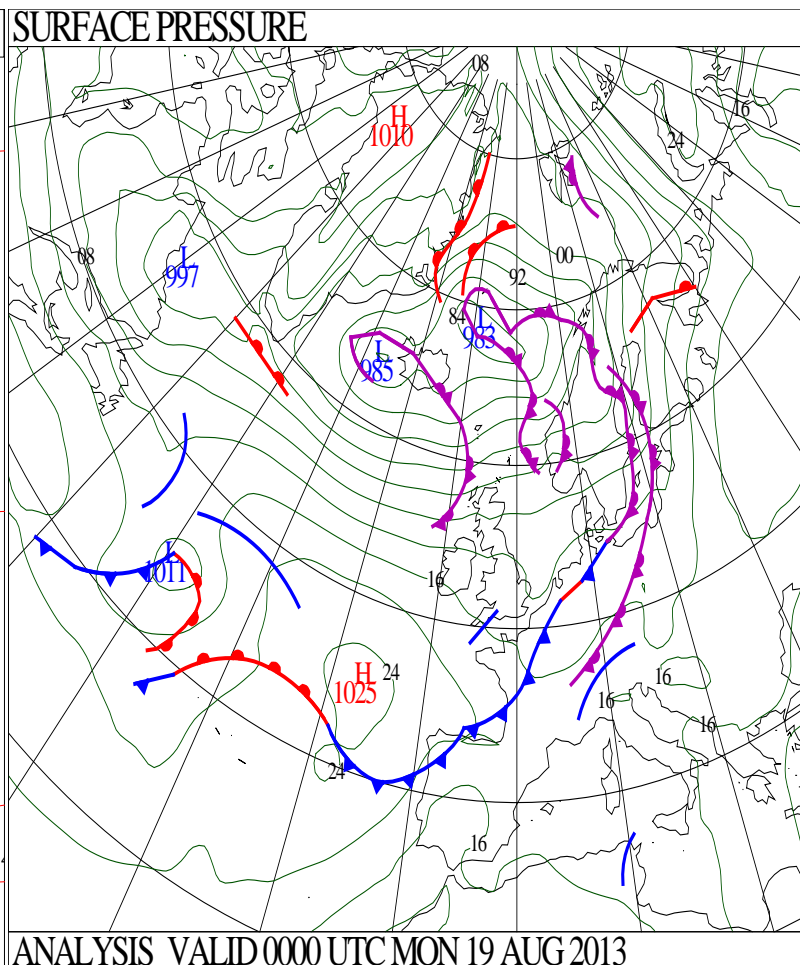 SURFACE PRESSURE
08
H
1010
16
24
L
997
08
00
92
84
L
983
L
985
L
1011
16
H
1025
24
16
16
16
24
16
ANALYSIS VALID 0000 UTC MON 19 AUG 2013